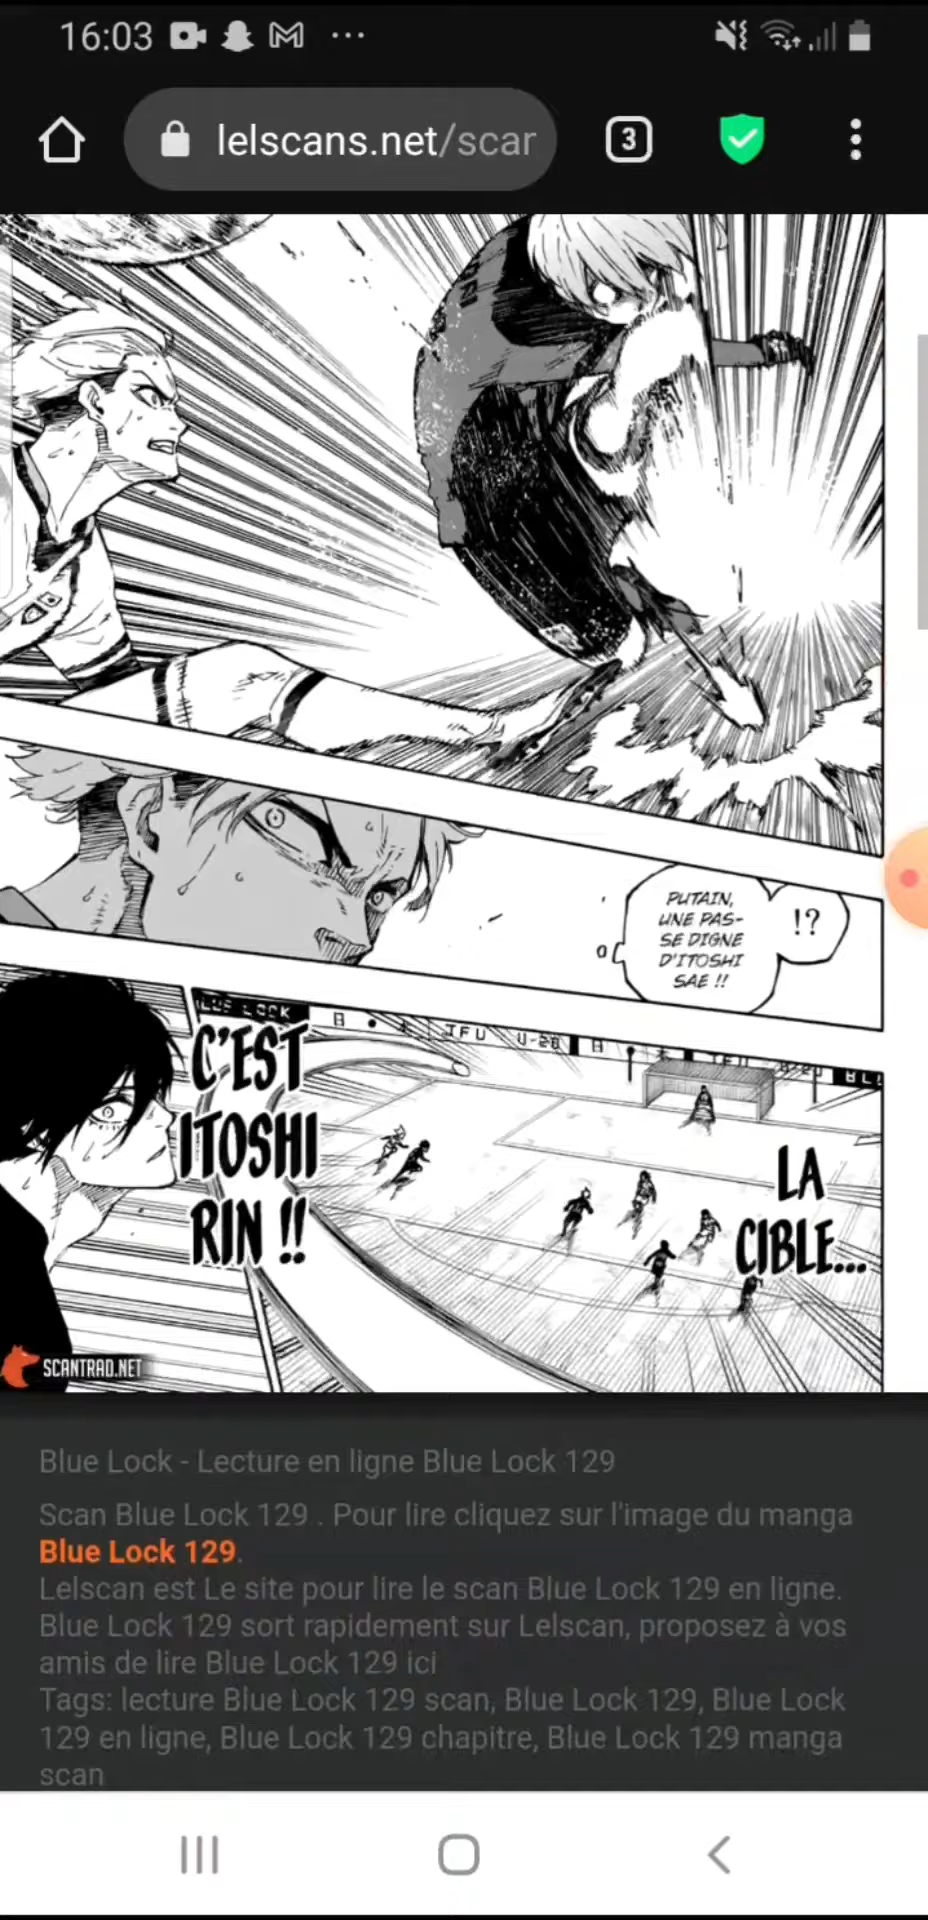 16:03
lelscans.net/scar
3
PUTAIN,
UNE PAS-
SE DIGNE
D'ITOSHI
SAE !!
!?
JFU U-20
BL
C'EST
ITOSHI
RIN !!
LA
CIBLE...
SCANTRAD.NET
Blue Lock - Lecture en ligne Blue Lock 129
Scan Blue Lock 129 . Pour lire cliquez sur l'image du manga
Blue Lock 129.
Lelscan est Le site pour lire le scan Blue Lock 129 en ligne.
Blue Lock 129 sort rapidement sur Lelscan, proposez à vos
amis de lire Blue Lock 129 ici
Tags: lecture Blue Lock 129 scan, Blue Lock 129, Blue Lock
129 en ligne, Blue Lock 129 chapitre, Blue Lock 129 manga
scan